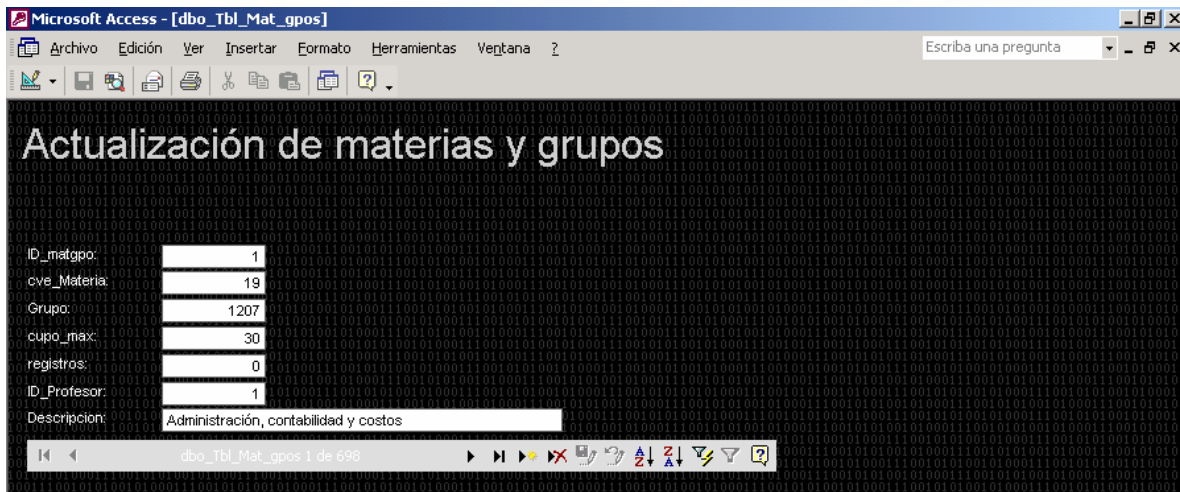 Microsoft Access - [dbo_Tbl_Mat_gpos]
Archivo Edición Ver Insertar Formato Herramientas Ventana ? Escriba una pregunta
Actualización de materias y grupos
ID_matgpo: 1
cve_Materia: 19
Grupo: 1207
cupo_max: 30
registros: 0
ID_Profesor: 1
Descripcion: Administración, contabilidad y costos
dbo_Tbl_Mat_gpos 1 de 698